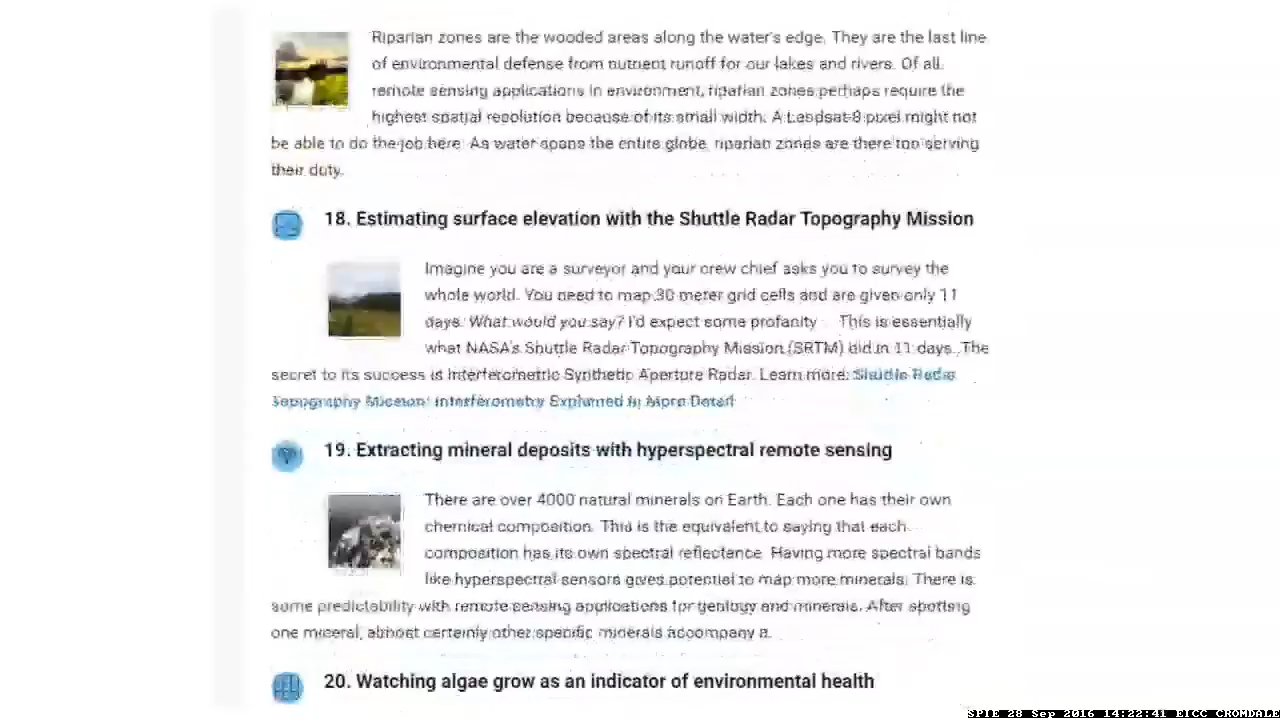 Riparian zones are the wooded areas along the water's edge. They are the last line
of environmental defense from nutrient runoff for our lakes and rivers. Of all
remote sensing applications in environment, riparian zones perhaps require the
highest spatial resolution because of its small width. A Landsat-8 pixel might not
be able to do the job here. As water spans the entire globe, riparian zones are there too serving
their duty.
18. Estimating surface elevation with the Shuttle Radar Topography Mission
Imagine you are a surveyor and your crew chief asks you to survey the
whole world. You need to map 30 meter grid cells and are given only 11
days. What would you say? I'd expect some profanity ... This is essentially
what NASA's Shuttle Radar Topography Mission (SRTM) did in 11 days. The
secret to its success is Interferometric Synthetic Aperture Radar. Learn more: Shuttle Radar
Topography Mission: Interferometry Explained in More Detail
19. Extracting mineral deposits with hyperspectral remote sensing
There are over 4000 natural minerals on Earth. Each one has their own
chemical composition. This is the equivalent to saying that each
composition has its own spectral reflectance. Having more spectral bands
like hyperspectral sensors gives potential to map more minerals. There is
some predictability with remote sensing applications for geology and minerals. After spotting
one mineral, almost certainly other specific minerals accompany it.
20. Watching algae grow as an indicator of environmental health
SPIE 28 Sep 2016 14:22:41 EICC CROMDALE